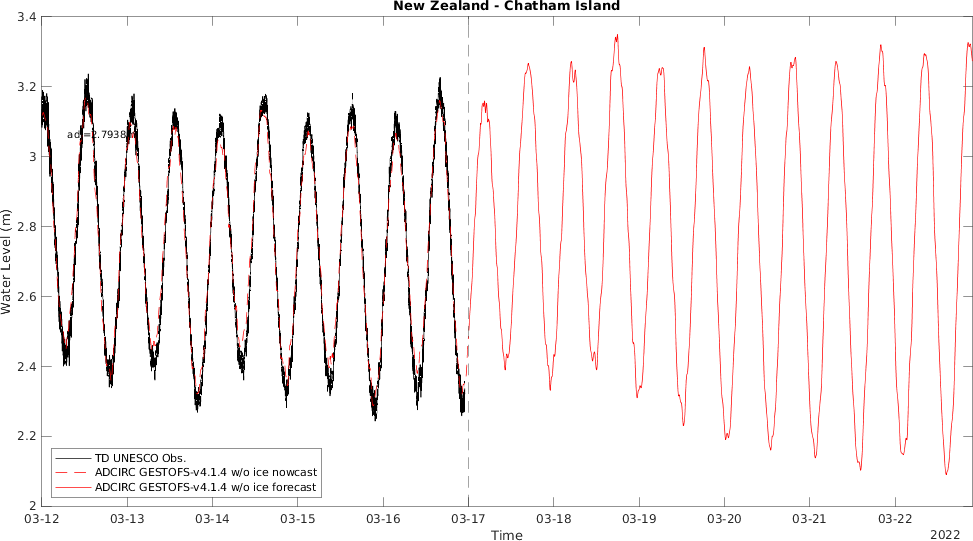 New Zealand - Chatham Island
3.4
3.2
3
2.8
2.6
2.4
2.2
2
Water Level (m)
adj=2.7938
TD UNESCO Obs.
ADCIRC GESTOFS-v4.1.4 w/o ice nowcast
ADCIRC GESTOFS-v4.1.4 w/o ice forecast
03-12 03-13 03-14 03-15 03-16 03-17 03-18 03-19 03-20 03-21 03-22
Time
2022